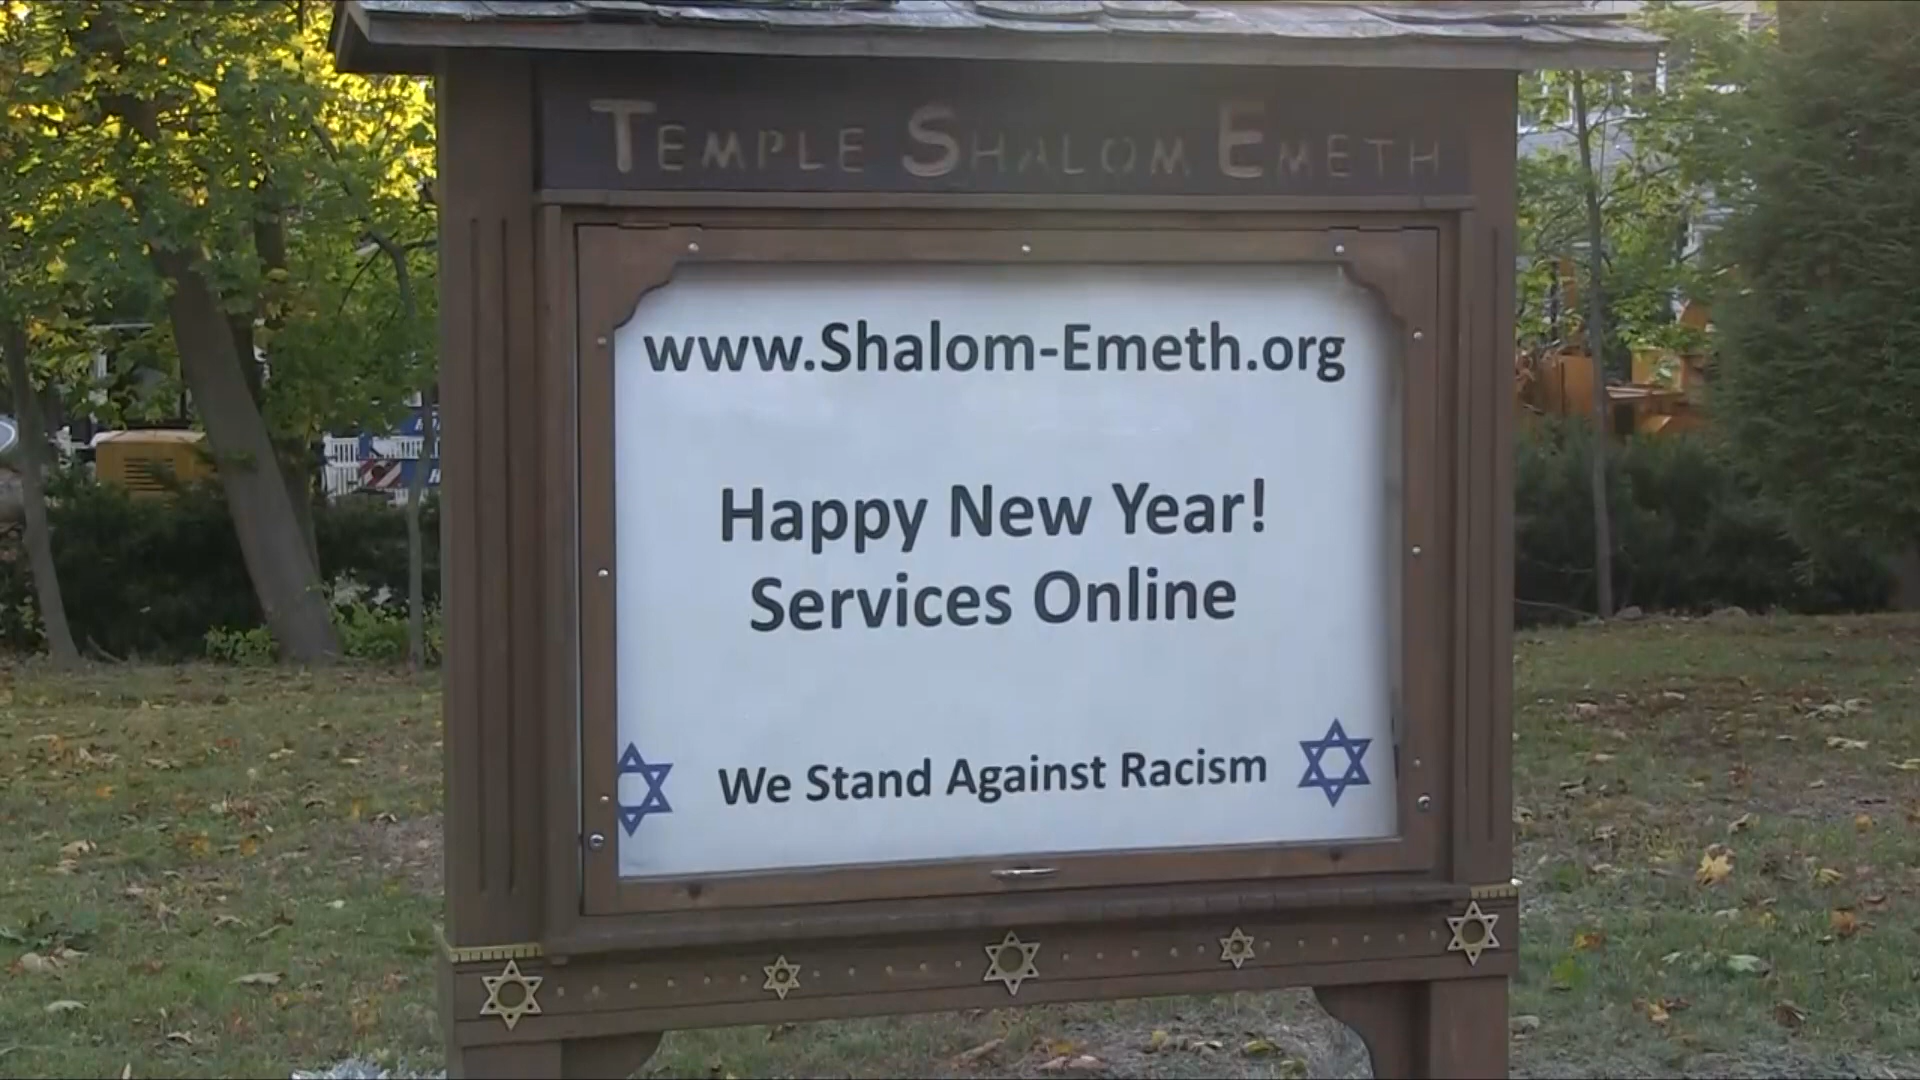 TEMPLE SHALOM EMETH
www.Shalom-Emeth.org
Happy New Year!
Services Online
We Stand Against Racism